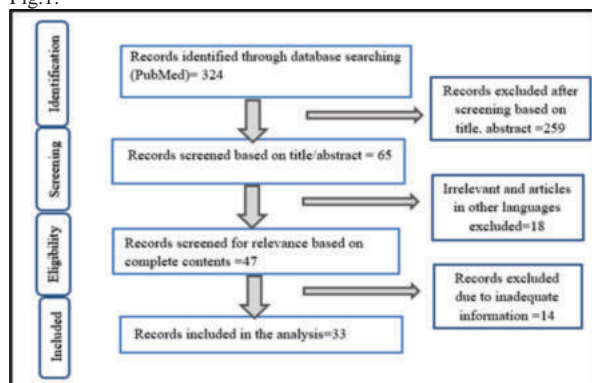 Fig.1.
Identification
Records identified through database searching
(PubMed)= 324
Records excluded after
screening based on
title, abstract =259
Screening
Records screened based on title/abstract = 65
Irrelevant and articles
in other languages
excluded=18
Eligibility
Records screened for relevance based on
complete contents =47
Records excluded
due to inadequate
information =14
Included
Records included in the analysis=33